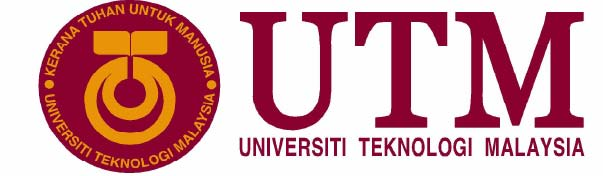 • KERANA TUHAN UNTUK MANUSIA •
UNIVERSITI TEKNOLOGI MALAYSIA
UTM
UNIVERSITI TEKNOLOGI MALAYSIA